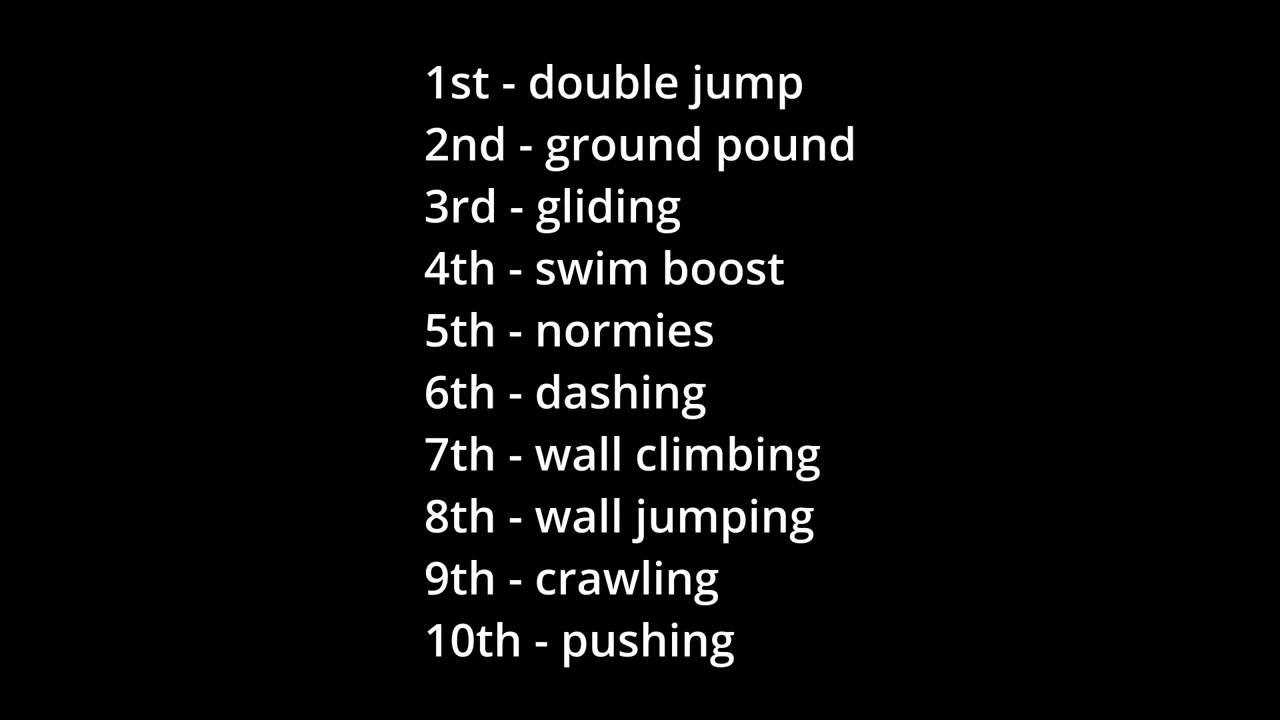 1st - double jump
2nd - ground pound
3rd - gliding
4th - swim boost
5th - normies
6th - dashing
7th - wall climbing
8th - wall jumping
9th - crawling
10th - pushing